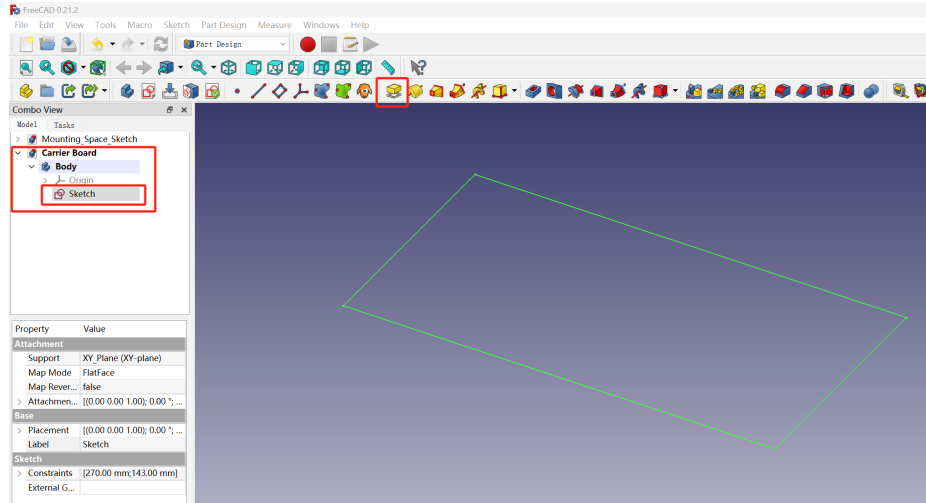 FreeCAD 0.21.2
File Edit View Tools Macro Sketch Part Design Measure Windows Help
Part Design
Combo View
Model Tasks
Mounting_Space_Sketch
Carrier Board
Body
Origin
Sketch
Property Value
Attachment
Support XY_Plane (XY-plane)
Map Mode FlatFace
Map Rever... false
Attachmen... [(0.00 0.00 1.00); 0.00 °; ...
Base
Placement [(0.00 0.00 1.00); 0.00 °; ...
Label Sketch
Sketch
Constraints [270.00 mm;143.00 mm]
External G...